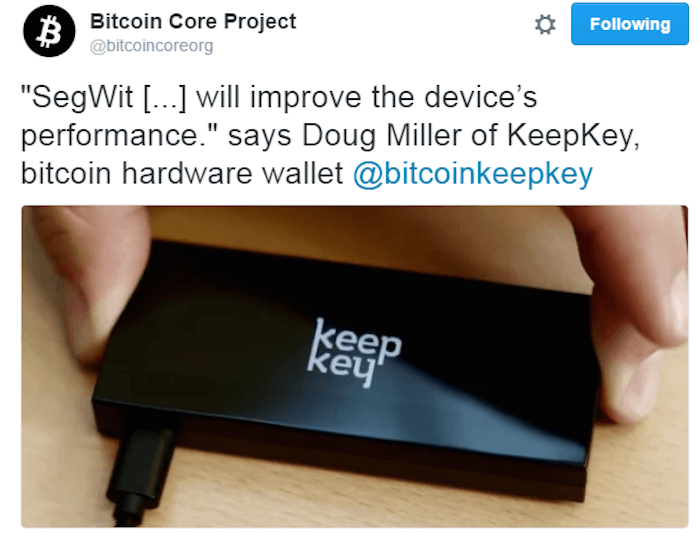 Bitcoin Core Project
@bitcoincoreorg
Following
"SegWit [...] will improve the device’s
performance." says Doug Miller of KeepKey,
bitcoin hardware wallet @bitcoinkeepkey
keep
key